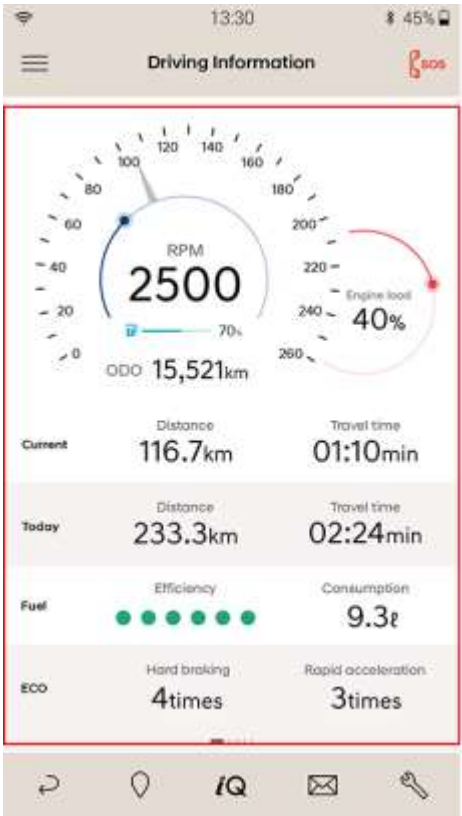 13:30
45%
Driving Information
SOS
0
20
40
60
80
100
120
140
160
180
200
220
240
260
RPM
2500
70%
ODO 15,521km
Engine load
40%
Distance
Travel time
Current
116.7km
01:10min
Distance
Travel time
Today
233.3km
02:24min
Efficiency
Consumption
Fuel
9.3ℓ
Hard braking
Rapid acceleration
ECO
4times
3times
iQ